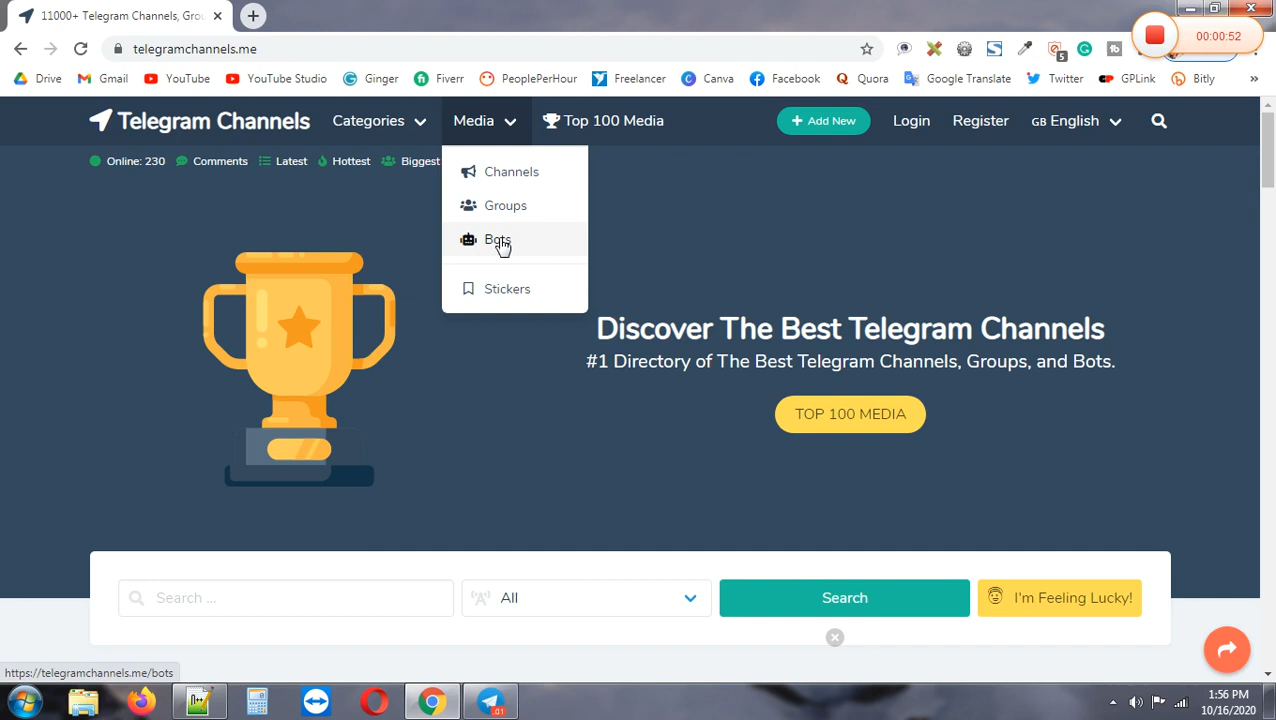 11000+ Telegram Channels, Grou
00:00:52
telegramchannels.me
5
Drive Gmail YouTube YouTube Studio Ginger Fiverr PeoplePerHour Freelancer Canva Facebook Quora Google Translate Twitter GPLink Bitly »
Telegram Channels Categories Media Top 100 Media + Add New Login Register GB English
Online: 230 Comments Latest Hottest Biggest
Channels
Groups
Bots
Stickers
Discover The Best Telegram Channels
#1 Directory of The Best Telegram Channels, Groups, and Bots.
TOP 100 MEDIA
Search ... All Search I'm Feeling Lucky!
https://telegramchannels.me/bots
1:56 PM
10/16/2020